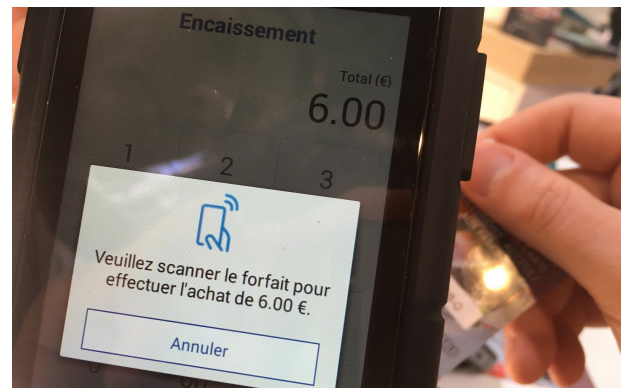 Encaissement
Total (€)
6.00
1 2 3
Veuillez scanner le forfait pour
effectuer l'achat de 6.00 €.
Annuler